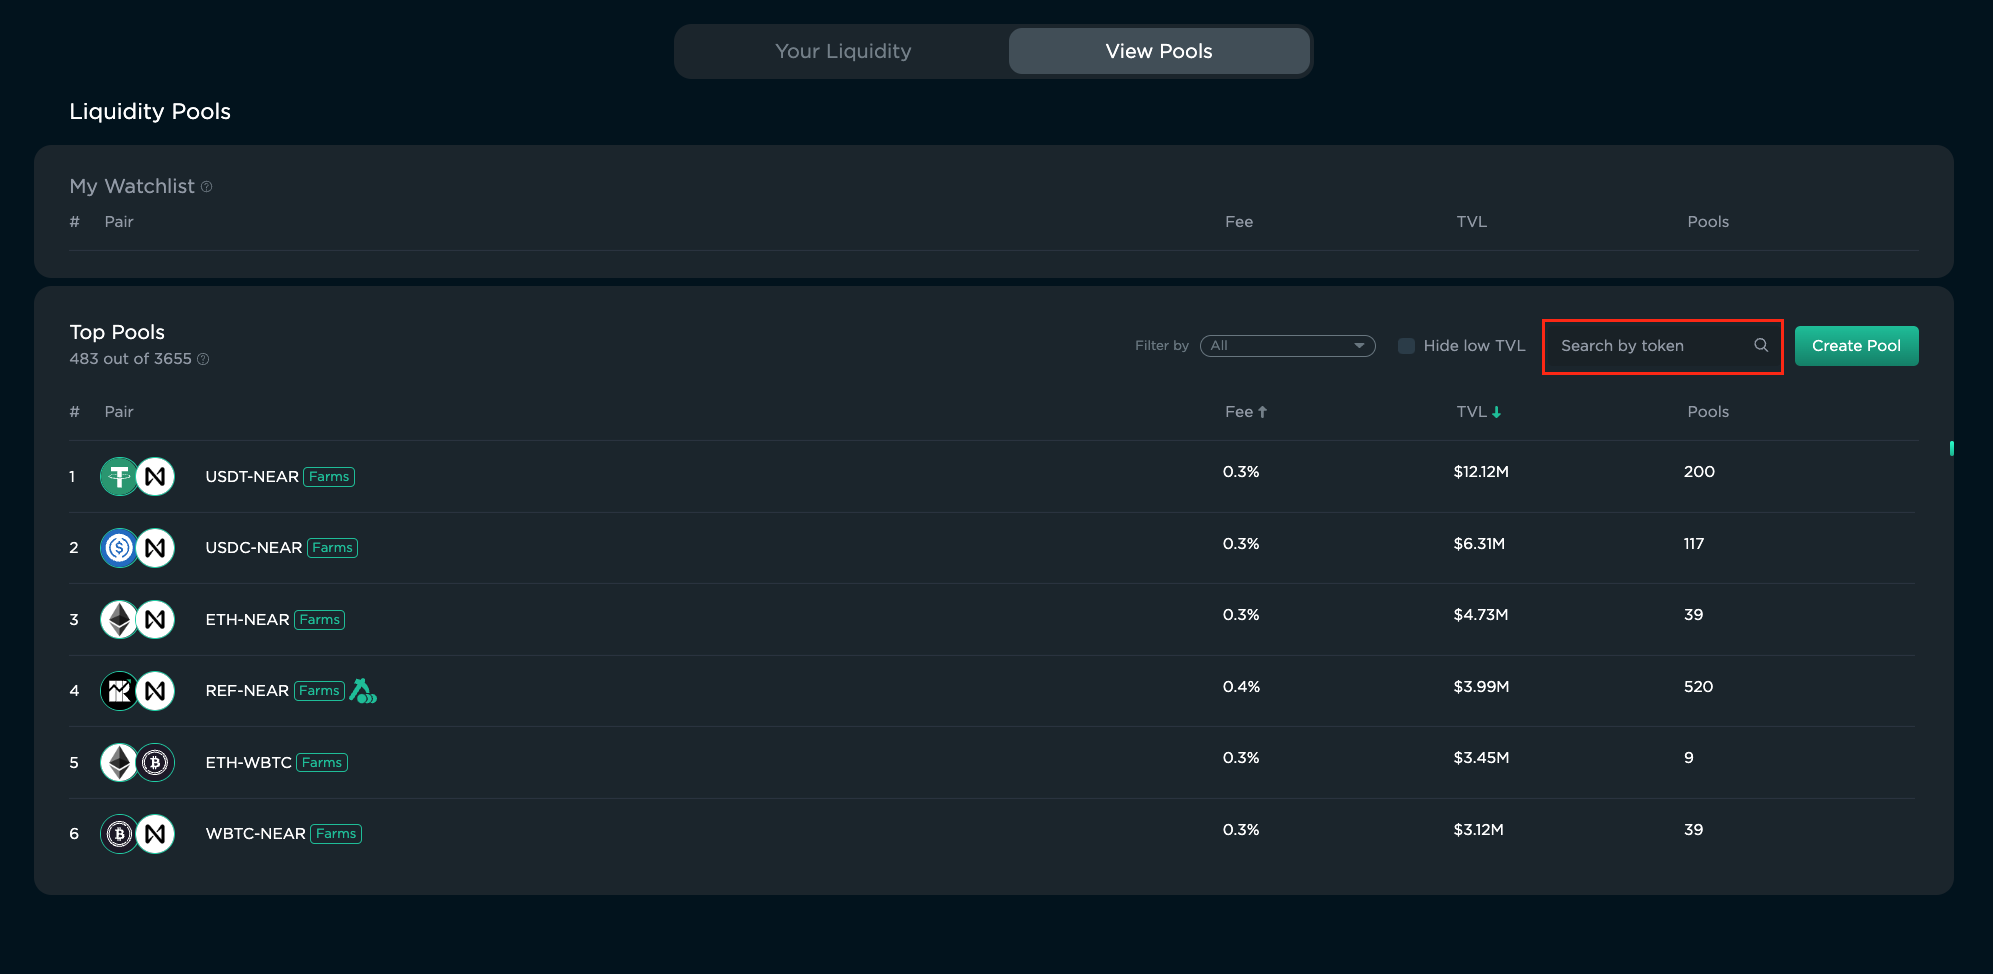 Your Liquidity View Pools
Liquidity Pools
My Watchlist
# Pair Fee TVL Pools
Top Pools
483 out of 3655
Filter by All Hide low TVL Search by token Create Pool
# Pair Fee TVL Pools
1 USDT-NEAR Farms 0.3% $12.12M 200
2 USDC-NEAR Farms 0.3% $6.31M 117
3 ETH-NEAR Farms 0.3% $4.73M 39
4 REF-NEAR Farms 0.4% $3.99M 520
5 ETH-WBTC Farms 0.3% $3.45M 9
6 WBTC-NEAR Farms 0.3% $3.12M 39